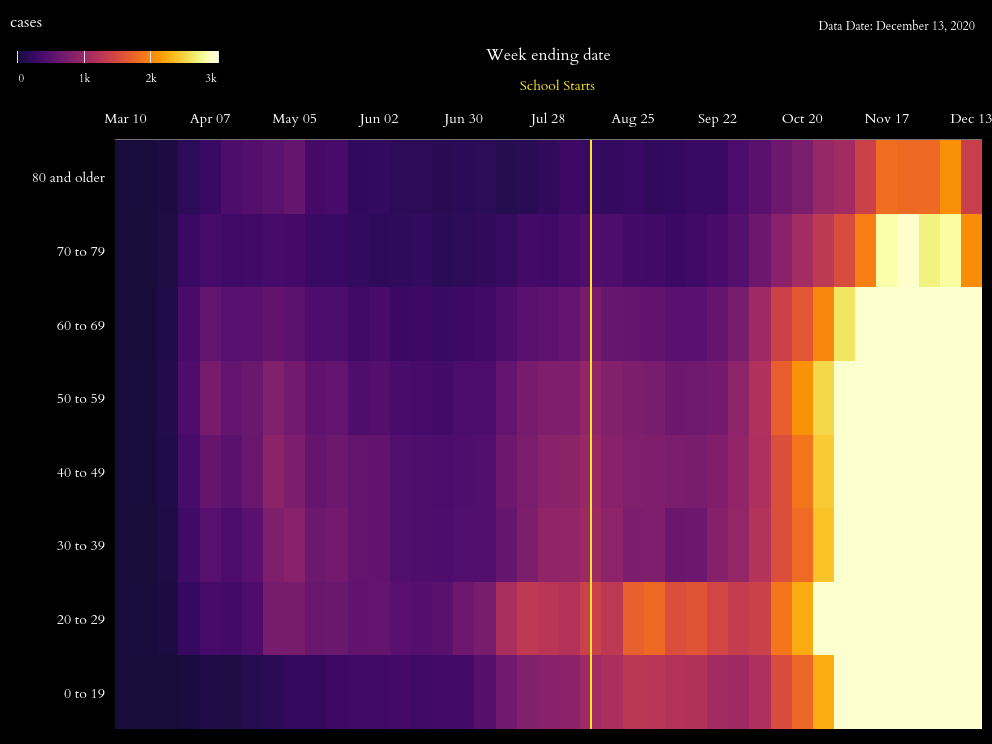 cases
Data Date: December 13, 2020
0 1k 2k 3k
Week ending date
School Starts
Mar 10 Apr 07 May 05 Jun 02 Jun 30 Jul 28 Aug 25 Sep 22 Oct 20 Nov 17 Dec 13
80 and older
70 to 79
60 to 69
50 to 59
40 to 49
30 to 39
20 to 29
0 to 19